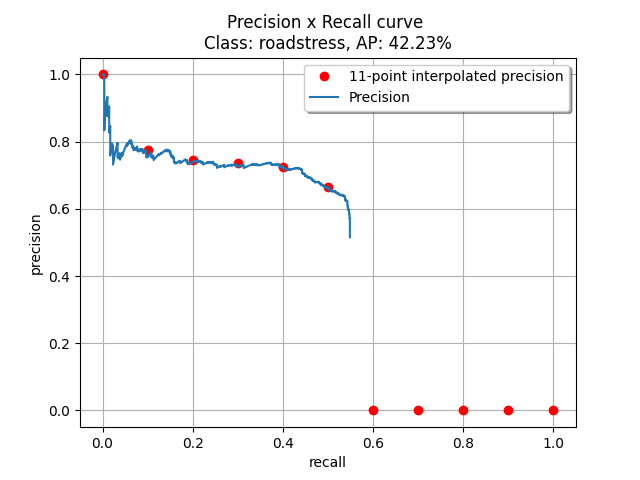 Precision x Recall curve
Class: roadstress, AP: 42.23%
11-point interpolated precision
Precision
1.0
0.8
0.6
0.4
0.2
0.0
precision
0.0 0.2 0.4 0.6 0.8 1.0
recall